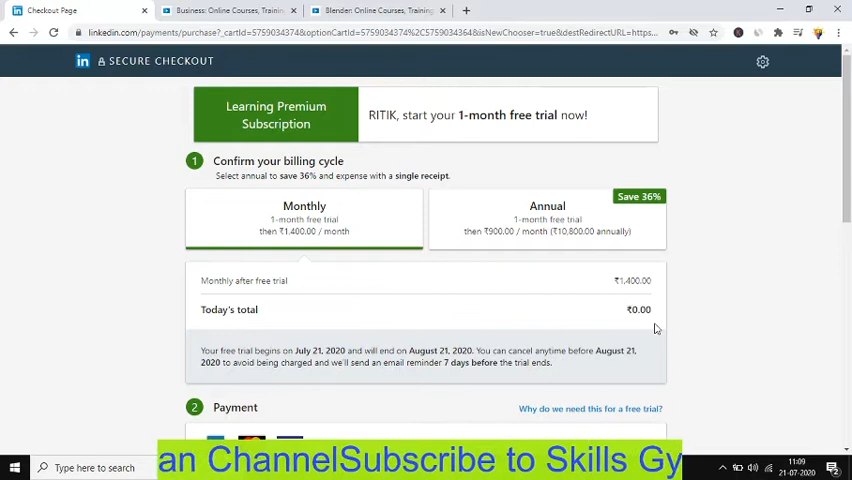 Checkout Page
Business: Online Courses, Training
Blender: Online Courses, Training,
linkedin.com/payments/purchase?_cartId=5759034374&optionCartId=5759034374%2C5759034364&isNewChooser=true&destRedirectURL=https...
in SECURE CHECKOUT
Learning Premium
Subscription
RITIK, start your 1-month free trial now!
1 Confirm your billing cycle
Select annual to save 36% and expense with a single receipt.
Monthly
1-month free trial
then ₹1,400.00 / month
Save 36%
Annual
1-month free trial
then ₹900.00 / month (₹10,800.00 annually)
Monthly after free trial ₹1,400.00
Today's total ₹0.00
Your free trial begins on July 21, 2020 and will end on August 21, 2020. You can cancel anytime before August 21,
2020 to avoid being charged and we'll send an email reminder 7 days before the trial ends.
2 Payment
Why do we need this for a free trial?
an ChannelSubscribe to Skills Gy
Type here to search
11:09
21-07-2020
2